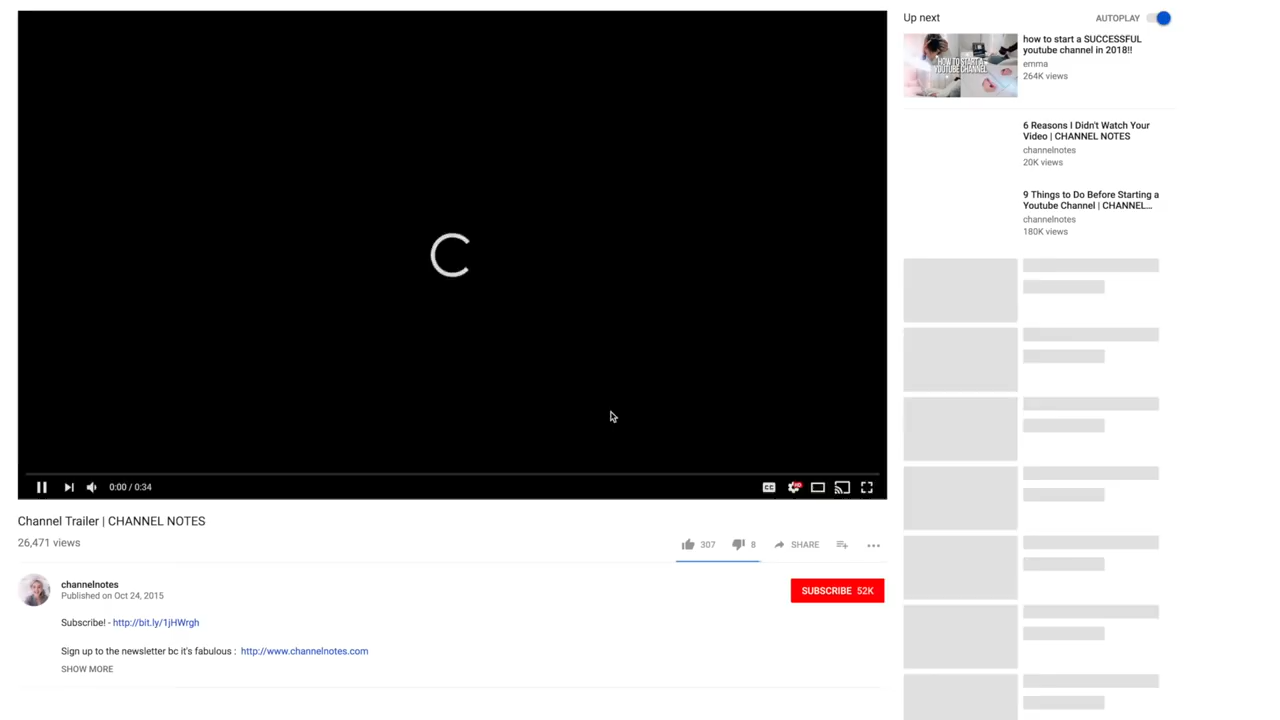 Up next
AUTOPLAY
HOW TO START A
YOUTUBE CHANNEL
how to start a SUCCESSFUL
youtube channel in 2018!!
emma
264K views
6 Reasons I Didn't Watch Your
Video | CHANNEL NOTES
channelnotes
20K views
9 Things to Do Before Starting a
Youtube Channel | CHANNEL...
channelnotes
180K views
0:00 / 0:34
CC
HD
Channel Trailer | CHANNEL NOTES
26,471 views
307
8
SHARE
channelnotes
Published on Oct 24, 2015
SUBSCRIBE 52K
Subscribe! - http://bit.ly/1jHWrgh
Sign up to the newsletter bc it's fabulous : http://www.channelnotes.com
SHOW MORE